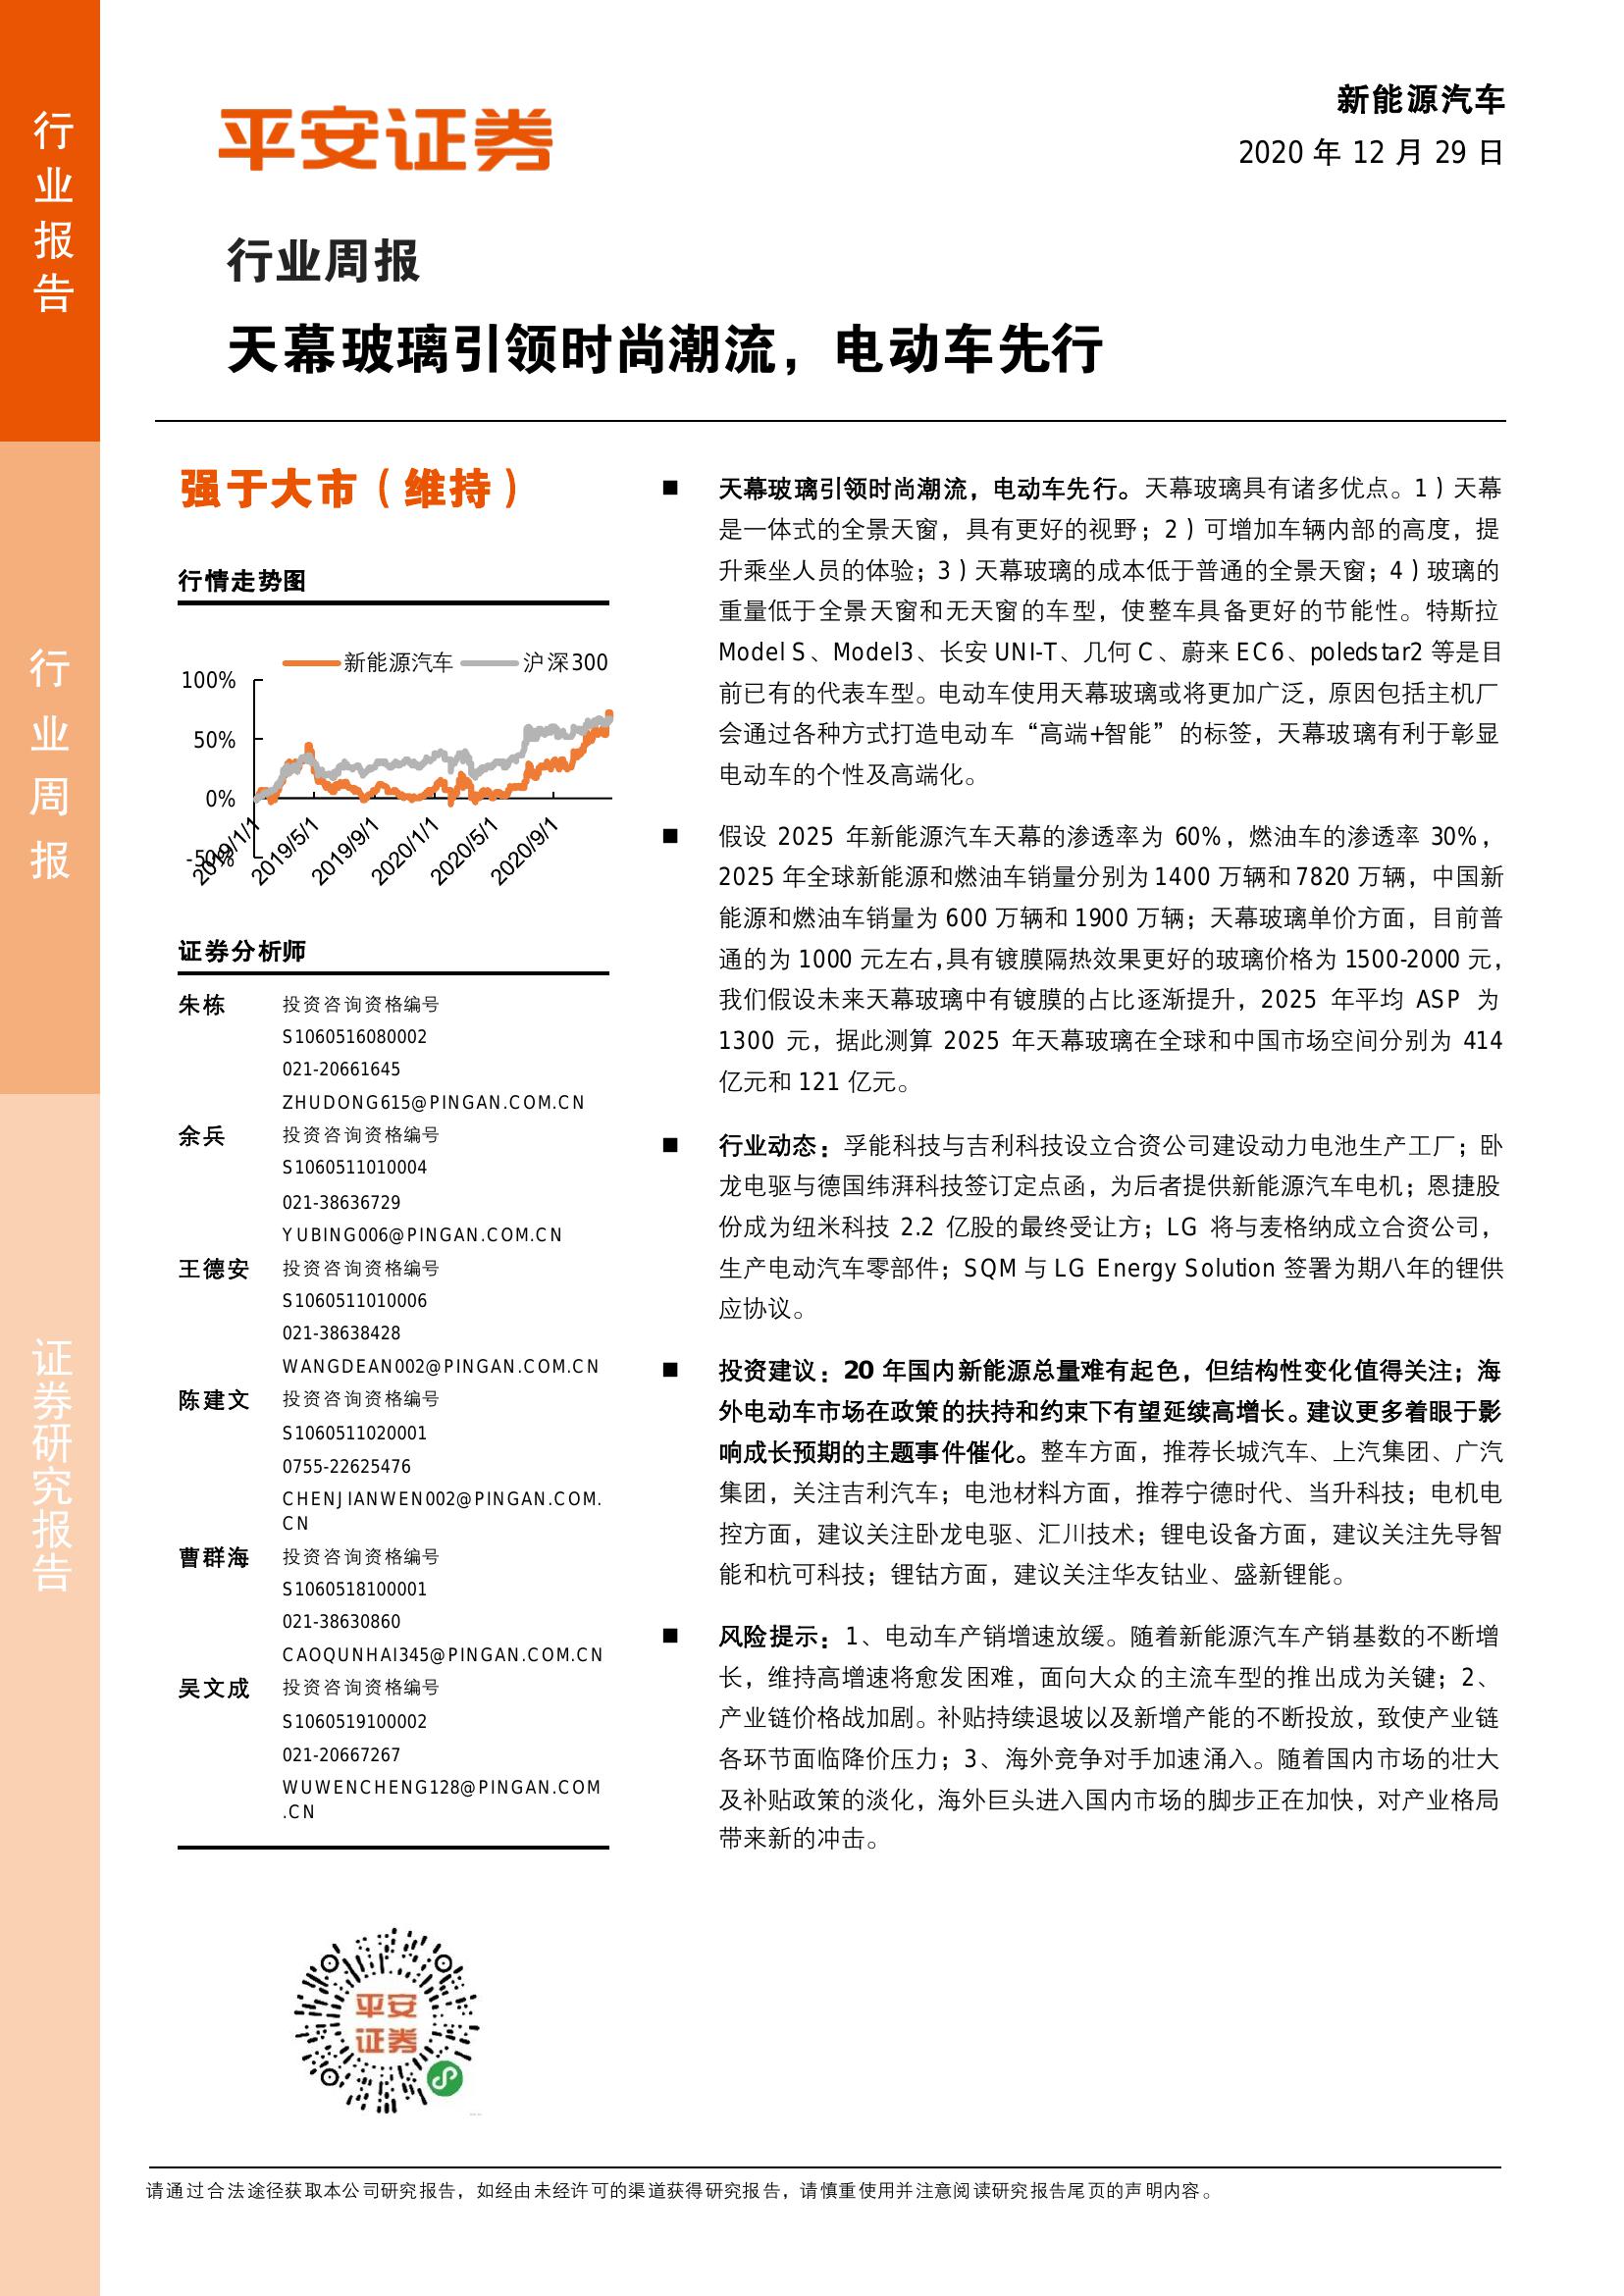 行业报告
行业周报
证券研究报告
平安证券
新能源汽车
2020 年 12 月 29 日
行业周报
天幕玻璃引领时尚潮流，电动车先行
强于大市（维持）
行情走势图
新能源汽车 沪深300
100%
50%
0%
-50%
2019/1/1 2019/5/1 2019/9/1 2020/1/1 2020/5/1 2020/9/1
证券分析师
朱栋 投资咨询资格编号
S1060516080002
021-20661645
ZHUDONG615@PINGAN.COM.CN
余兵 投资咨询资格编号
S1060511010004
021-38636729
YUBING006@PINGAN.COM.CN
王德安 投资咨询资格编号
S1060511010006
021-38638428
WANGDEAN002@PINGAN.COM.CN
陈建文 投资咨询资格编号
S1060511020001
0755-22625476
CHENJIANWEN002@PINGAN.COM.
CN
曹群海 投资咨询资格编号
S1060518100001
021-38630860
CAOQUNHAI345@PINGAN.COM.CN
吴文成 投资咨询资格编号
S1060519100002
021-20667267
WUWENCHENG128@PINGAN.COM
.CN
平安
证券
■ 天幕玻璃引领时尚潮流，电动车先行。天幕玻璃具有诸多优点。1）天幕
是一体式的全景天窗，具有更好的视野；2）可增加车辆内部的高度，提
升乘坐人员的体验；3）天幕玻璃的成本低于普通的全景天窗；4）玻璃的
重量低于全景天窗和无天窗的车型，使整车具备更好的节能性。特斯拉
Model S、Model3、长安 UNI-T、几何 C、蔚来 EC6、poledstar2 等是目
前已有的代表车型。电动车使用天幕玻璃或将更加广泛，原因包括主机厂
会通过各种方式打造电动车“高端+智能”的标签，天幕玻璃有利于彰显
电动车的个性及高端化。
■ 假设 2025 年新能源汽车天幕的渗透率为 60%，燃油车的渗透率 30%，
2025 年全球新能源和燃油车销量分别为 1400 万辆和 7820 万辆，中国新
能源和燃油车销量为 600 万辆和 1900 万辆；天幕玻璃单价方面，目前普
通的为 1000 元左右,具有镀膜隔热效果更好的玻璃价格为 1500-2000 元，
我们假设未来天幕玻璃中有镀膜的占比逐渐提升，2025 年平均 ASP 为
1300 元，据此测算 2025 年天幕玻璃在全球和中国市场空间分别为 414
亿元和 121 亿元。
■ 行业动态：孚能科技与吉利科技设立合资公司建设动力电池生产工厂；卧
龙电驱与德国纬湃科技签订定点函，为后者提供新能源汽车电机；恩捷股
份成为纽米科技 2.2 亿股的最终受让方；LG 将与麦格纳成立合资公司，
生产电动汽车零部件；SQM 与 LG Energy Solution 签署为期八年的锂供
应协议。
■ 投资建议：20 年国内新能源总量难有起色，但结构性变化值得关注；海
外电动车市场在政策的扶持和约束下有望延续高增长。建议更多着眼于影
响成长预期的主题事件催化。整车方面，推荐长城汽车、上汽集团、广汽
集团，关注吉利汽车；电池材料方面，推荐宁德时代、当升科技；电机电
控方面，建议关注卧龙电驱、汇川技术；锂电设备方面，建议关注先导智
能和杭可科技；锂钴方面，建议关注华友钴业、盛新锂能。
■ 风险提示：1、电动车产销增速放缓。随着新能源汽车产销基数的不断增
长，维持高增速将愈发困难，面向大众的主流车型的推出成为关键；2、
产业链价格战加剧。补贴持续退坡以及新增产能的不断投放，致使产业链
各环节面临降价压力；3、海外竞争对手加速涌入。随着国内市场的壮大
及补贴政策的淡化，海外巨头进入国内市场的脚步正在加快，对产业格局
带来新的冲击。
请通过合法途径获取本公司研究报告，如经由未经许可的渠道获得研究报告，请慎重使用并注意阅读研究报告尾页的声明内容。